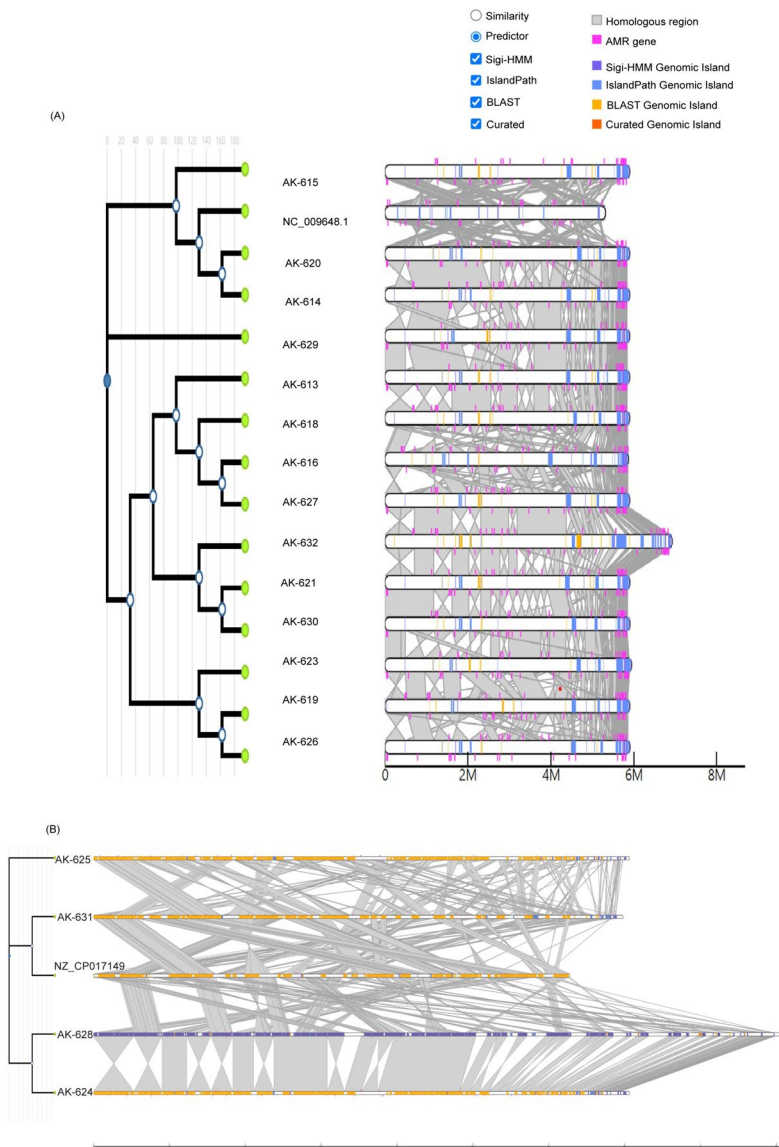 Similarity
Predictor
Sigi-HMM
IslandPath
BLAST
Curated
Homologous region
AMR gene
Sigi-HMM Genomic Island
IslandPath Genomic Island
BLAST Genomic Island
Curated Genomic Island
(A)
0 20 40 60 80 100 120 140 160 180
AK-615
NC_009648.1
AK-620
AK-614
AK-629
AK-613
AK-618
AK-616
AK-627
AK-632
AK-621
AK-630
AK-623
AK-619
AK-626
0 2M 4M 6M 8M
(B)
AK-625
AK-631
NZ_CP017149
AK-628
AK-624